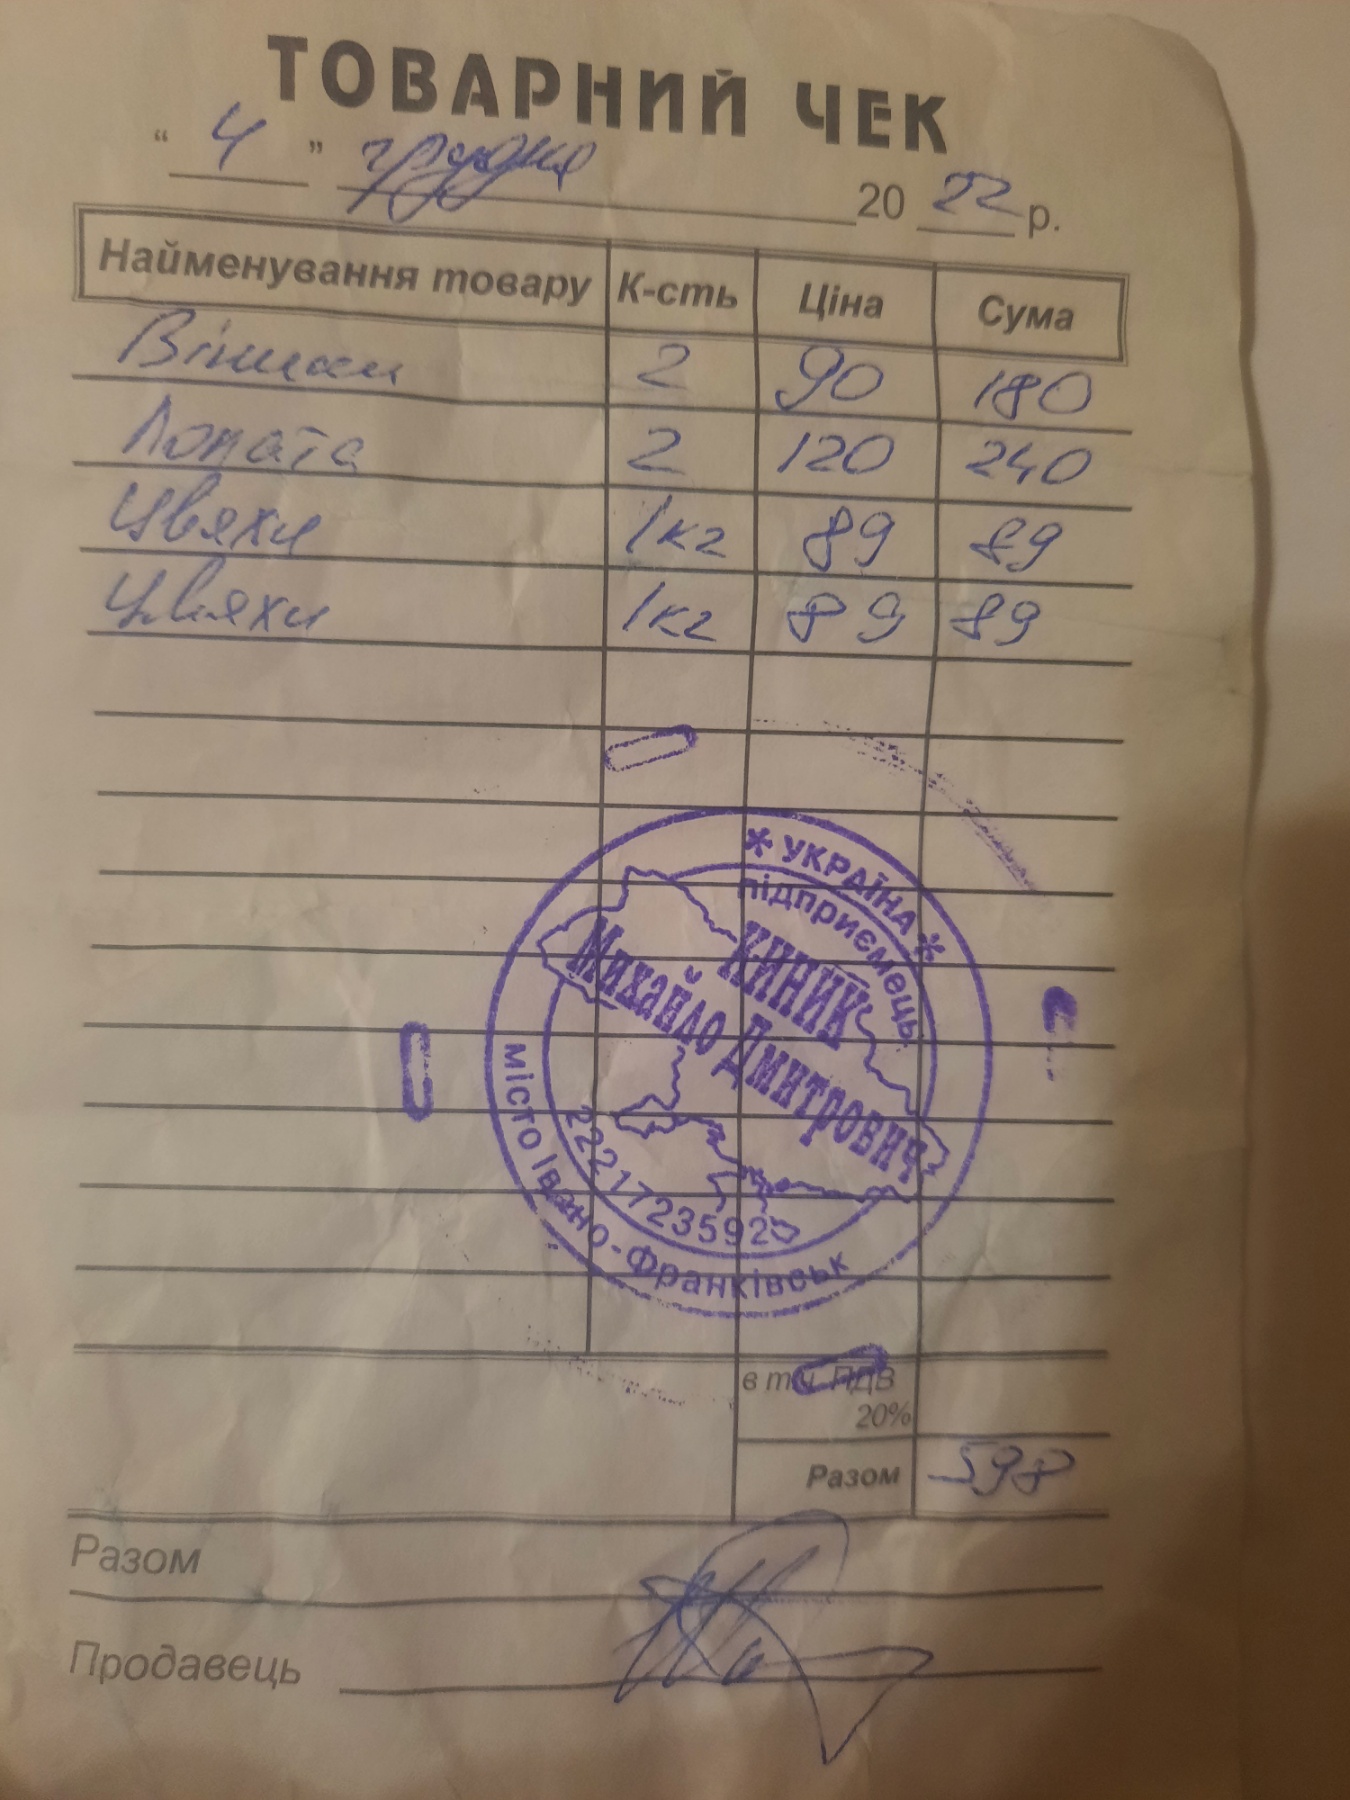 ТОВАРНИЙ ЧЕК
" 4 " грудня 20 22 р.
Найменування товару К-сть Ціна Сума
2 90 180
Лопата 2 120 240
Цвяхи 1кг 89 89
Цвяхи 1кг 89 89
* УКРАЇНА *
підприємець
КИНИК
Михайло Дмитрович
2221723592
місто Івано-Франківськ
в т.ч. ПДВ
20%
Разом 598
Разом
Продавець